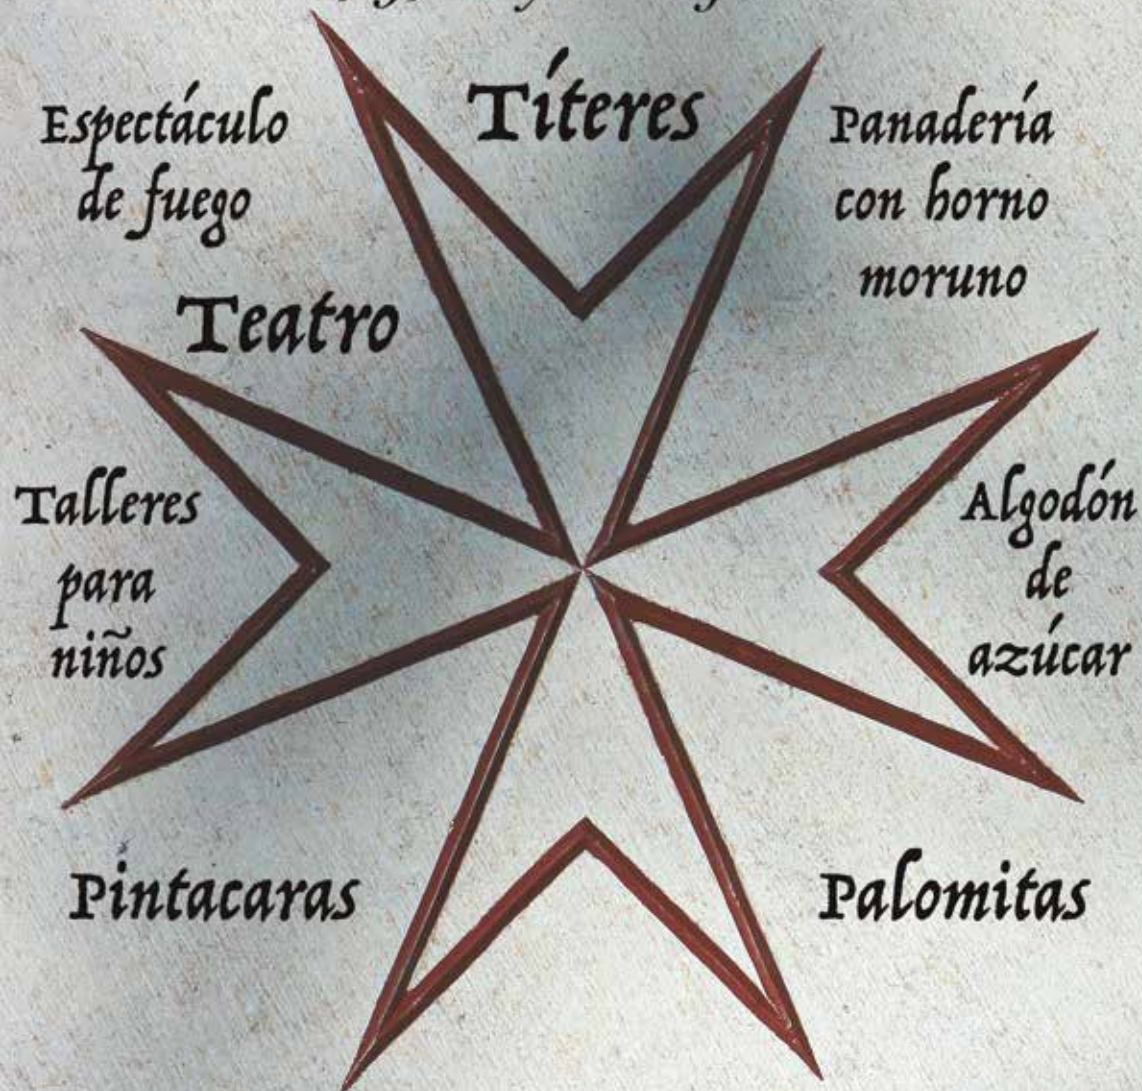 Títeres
Espectáculo
de fuego
Panadería
con horno
moruno
Teatro
Talleres
para
niños
Algodón
de
azúcar
Pintacaras
Palomitas